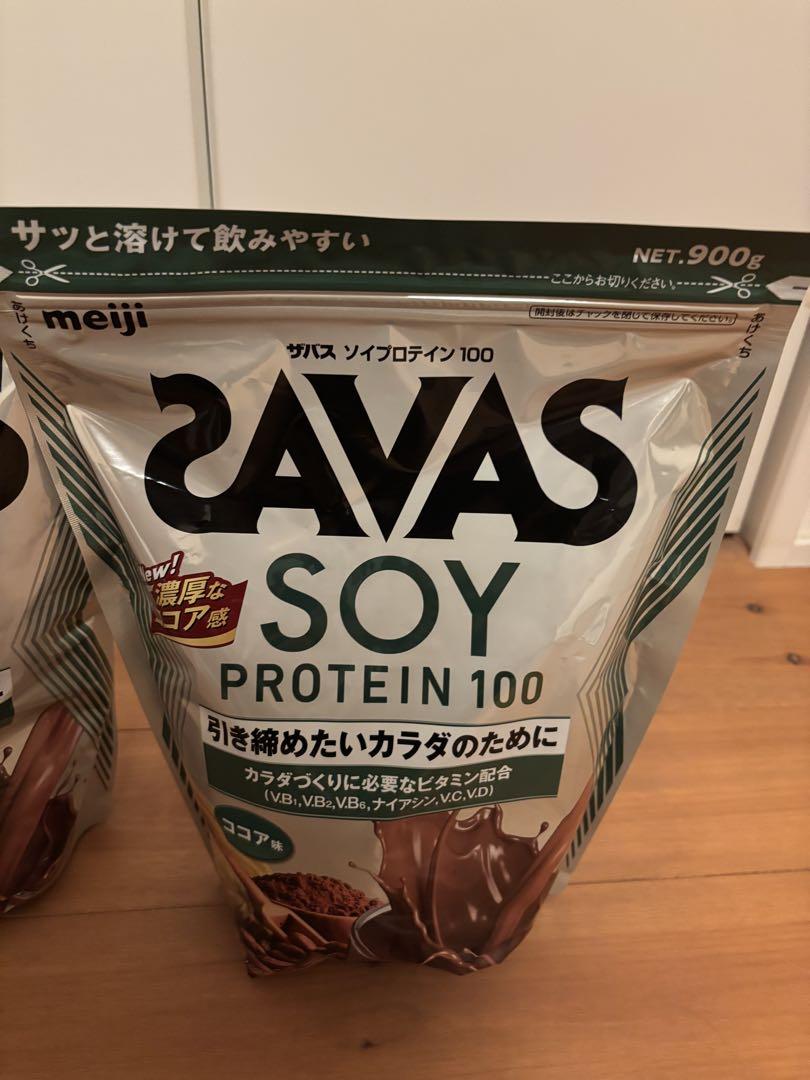 サッと溶けて飲みやすい
NET.900g
ここからお切りください。
あけくち
あけくち
meiji
開封後はチャックを閉じて保存してください。
ザバス ソイプロテイン100
SAVAS
New!
濃厚な
ココア感
SOY
PROTEIN 100
引き締めたいカラダのために
カラダづくりに必要なビタミン配合
(V.B1,V.B2,V.B6,ナイアシン,V.C,V.D)
ココア味